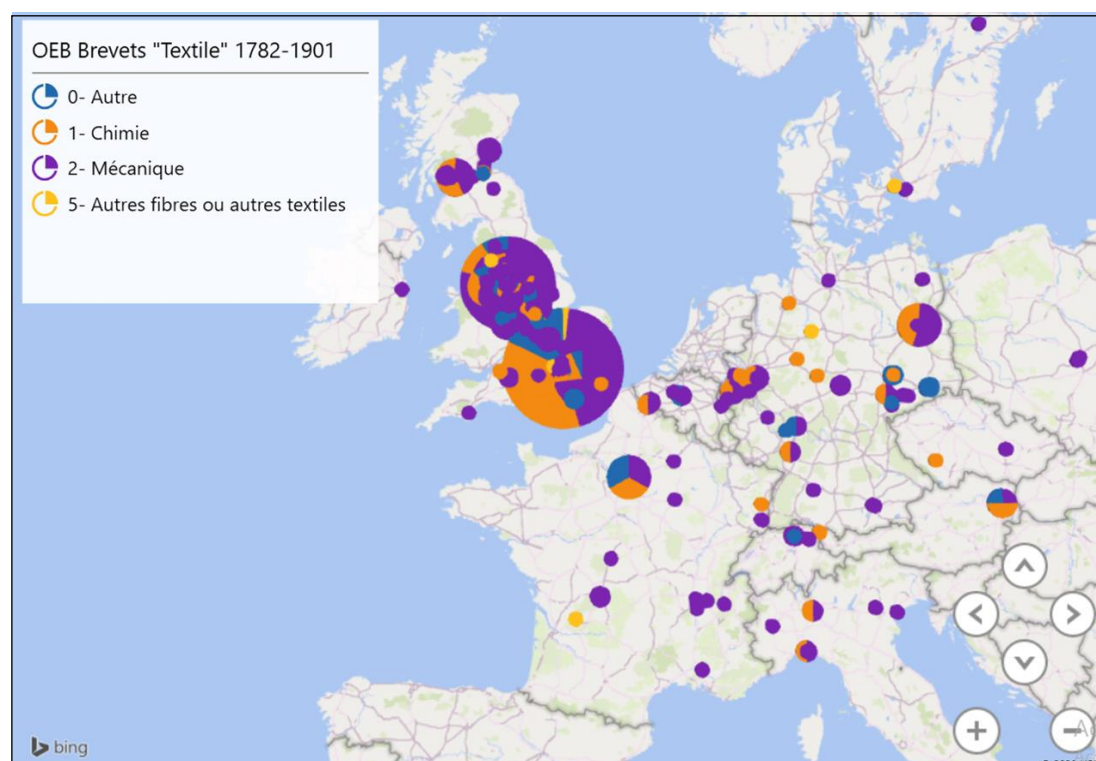 OEB Brevets "Textile" 1782-1901
0- Autre
1- Chimie
2- Mécanique
5- Autres fibres ou autres textiles
bing